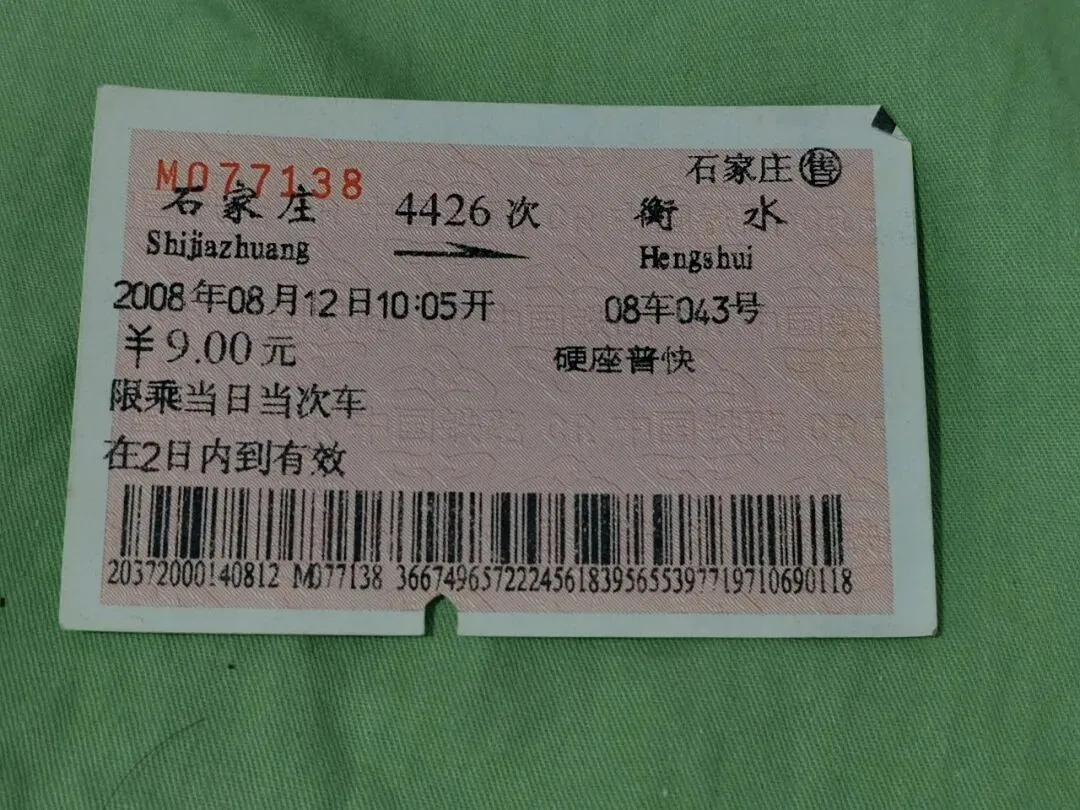 M077138
石家庄售
石家庄 4426次 衡水
Shijiazhuang Hengshui
2008年08月12日10:05开 08车043号
¥9.00元 硬座普快
限乘当日当次车
在2日内到有效
20372000140812 M077138 36674965722245618395655397719710690118